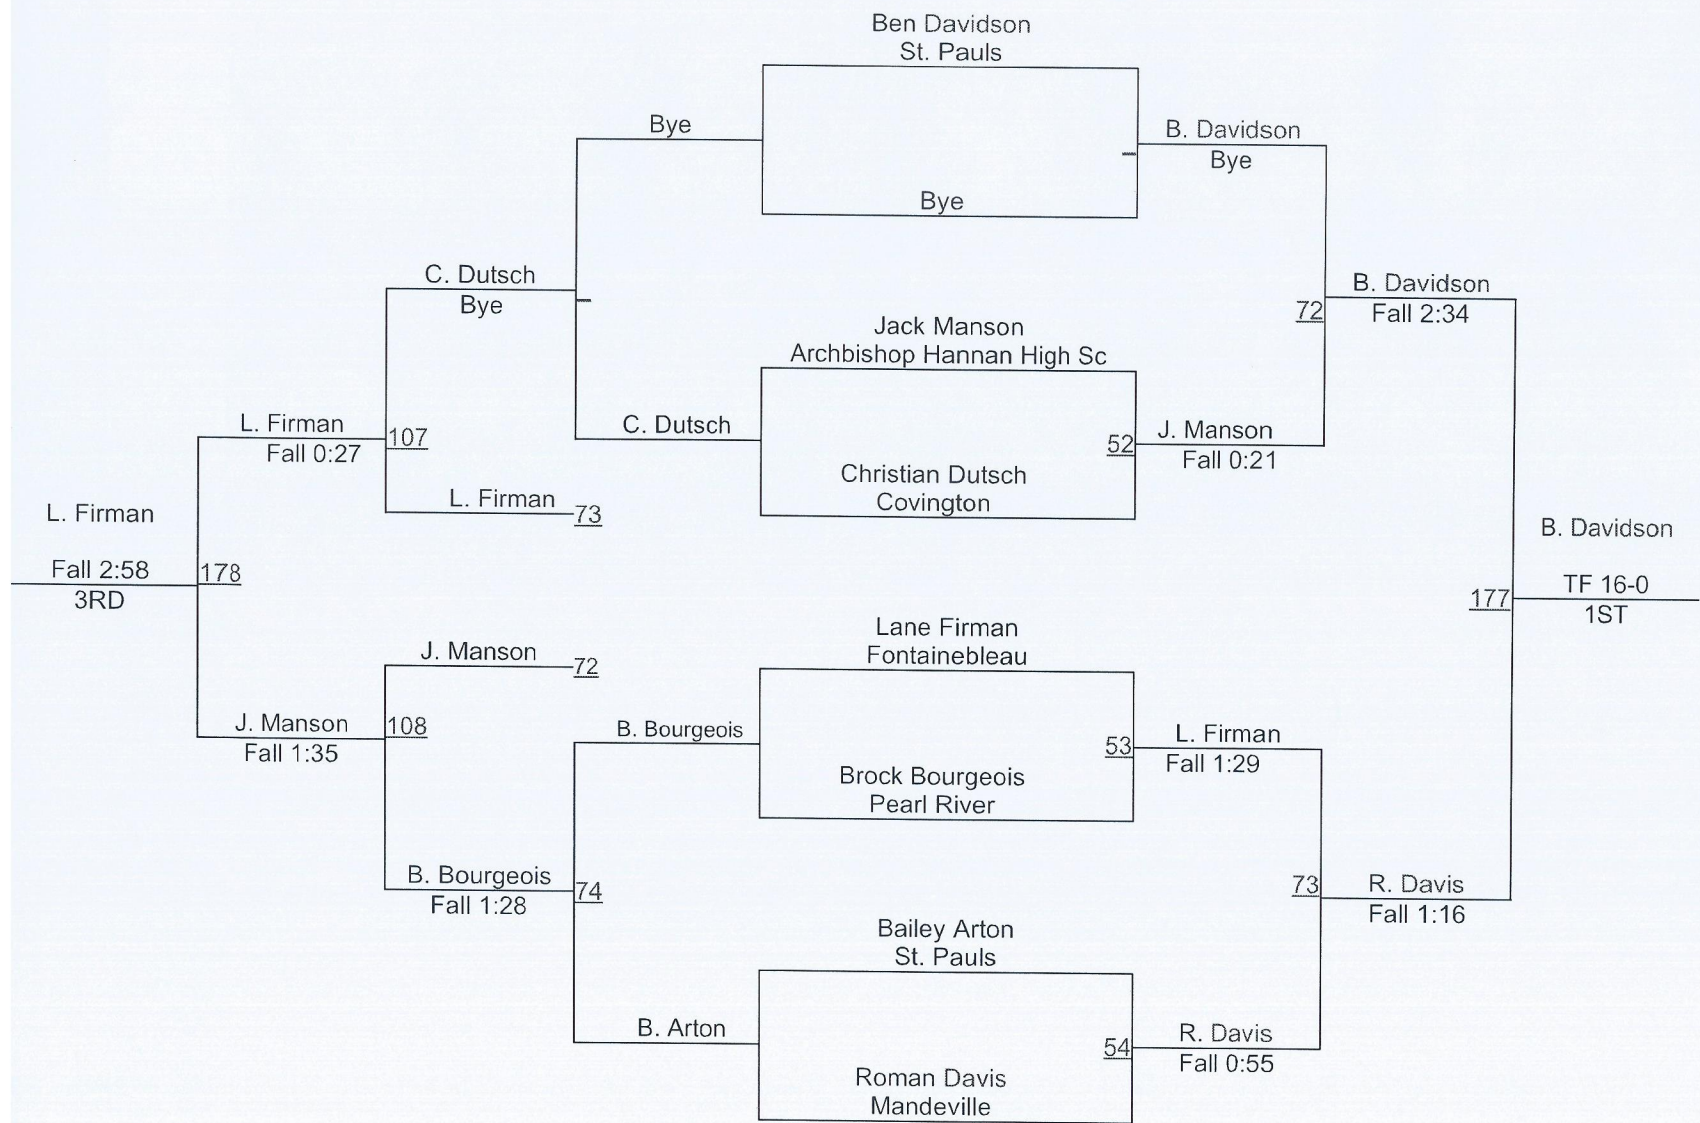 Ben Davidson
St. Pauls
Bye
B. Davidson
Bye
Bye
C. Dutsch
Bye
B. Davidson
Fall 2:34
72
Jack Manson
Archbishop Hannan High Sc
L. Firman
Fall 0:27
107
C. Dutsch
52
J. Manson
Fall 0:21
Christian Dutsch
Covington
L. Firman
73
L. Firman
Fall 2:58
3RD
178
B. Davidson
TF 16-0
1ST
177
Lane Firman
Fontainebleau
J. Manson
72
J. Manson
Fall 1:35
108
B. Bourgeois
53
L. Firman
Fall 1:29
Brock Bourgeois
Pearl River
B. Bourgeois
Fall 1:28
74
73
R. Davis
Fall 1:16
Bailey Arton
St. Pauls
B. Arton
54
R. Davis
Fall 0:55
Roman Davis
Mandeville